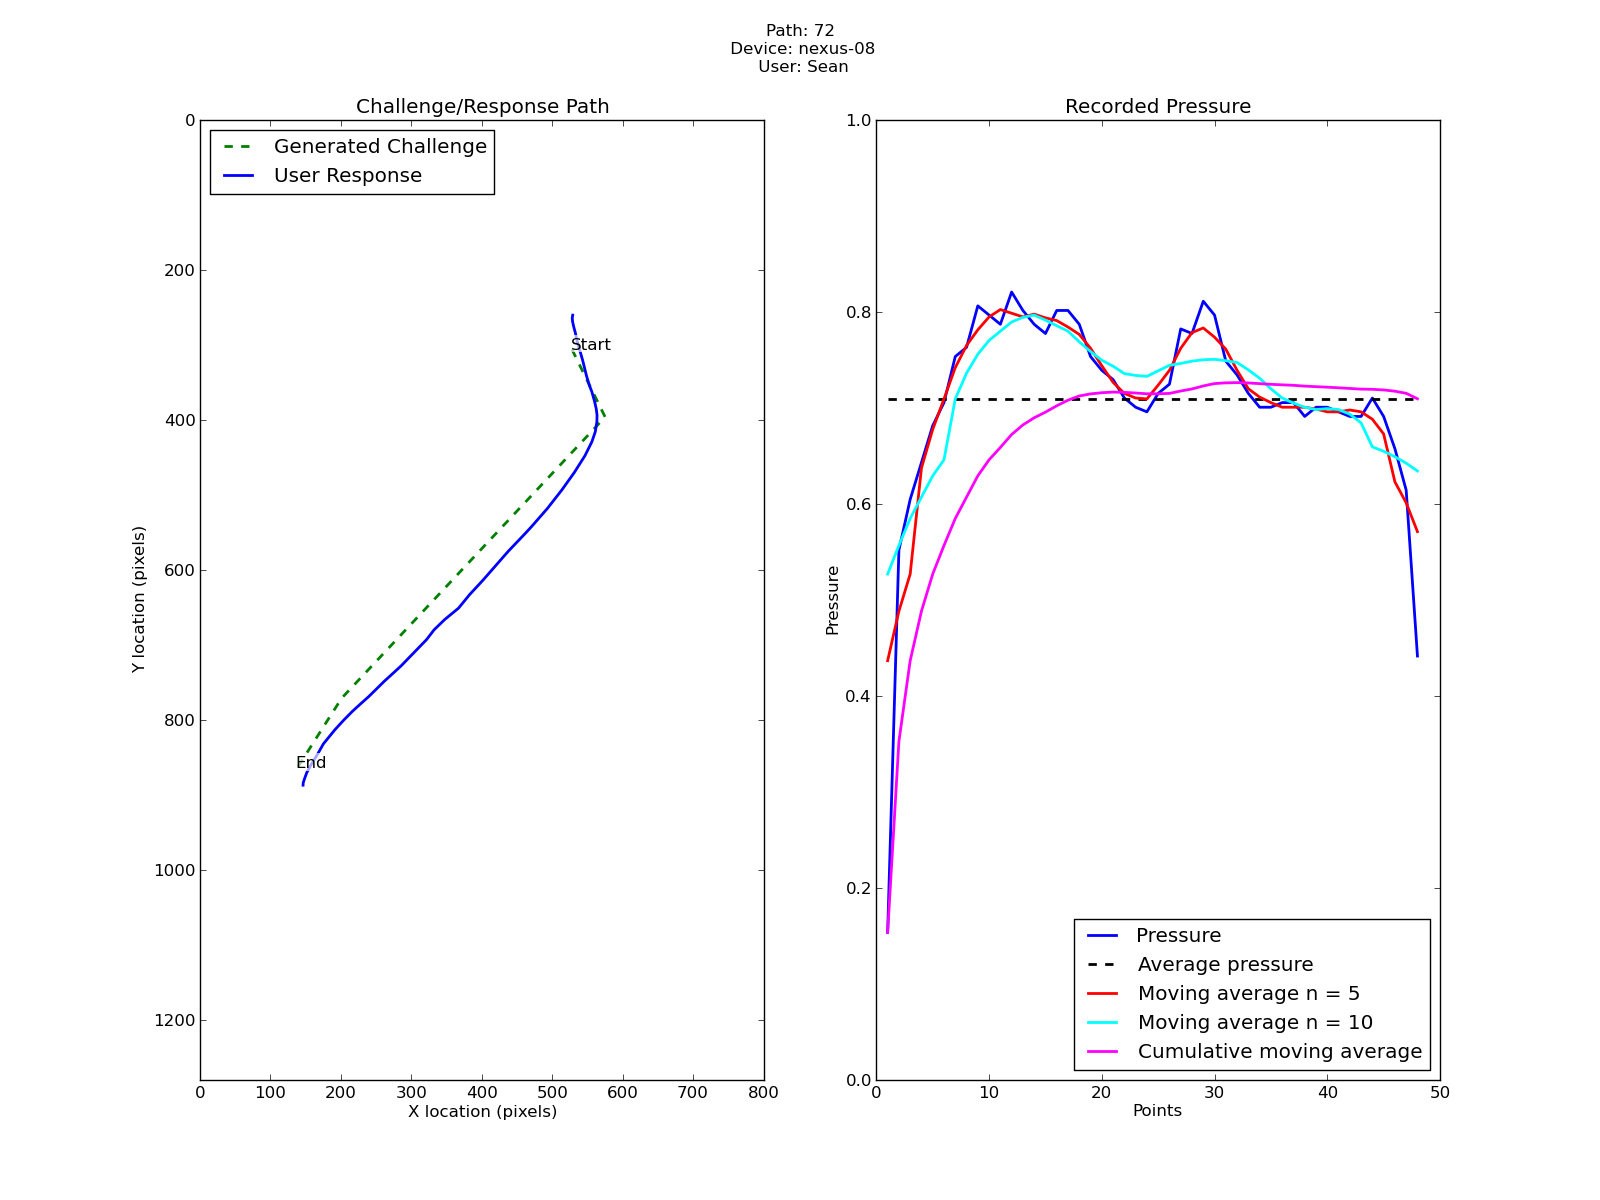 Path: 72
Device: nexus-08
User: Sean
Challenge/Response Path
Generated Challenge
User Response
Start
End
0
200
400
600
800
1000
1200
Y location (pixels)
0 100 200 300 400 500 600 700 800
X location (pixels)
Recorded Pressure
1.0
0.8
0.6
0.4
0.2
0.0
Pressure
Pressure
Average pressure
Moving average n = 5
Moving average n = 10
Cumulative moving average
0 10 20 30 40 50
Points